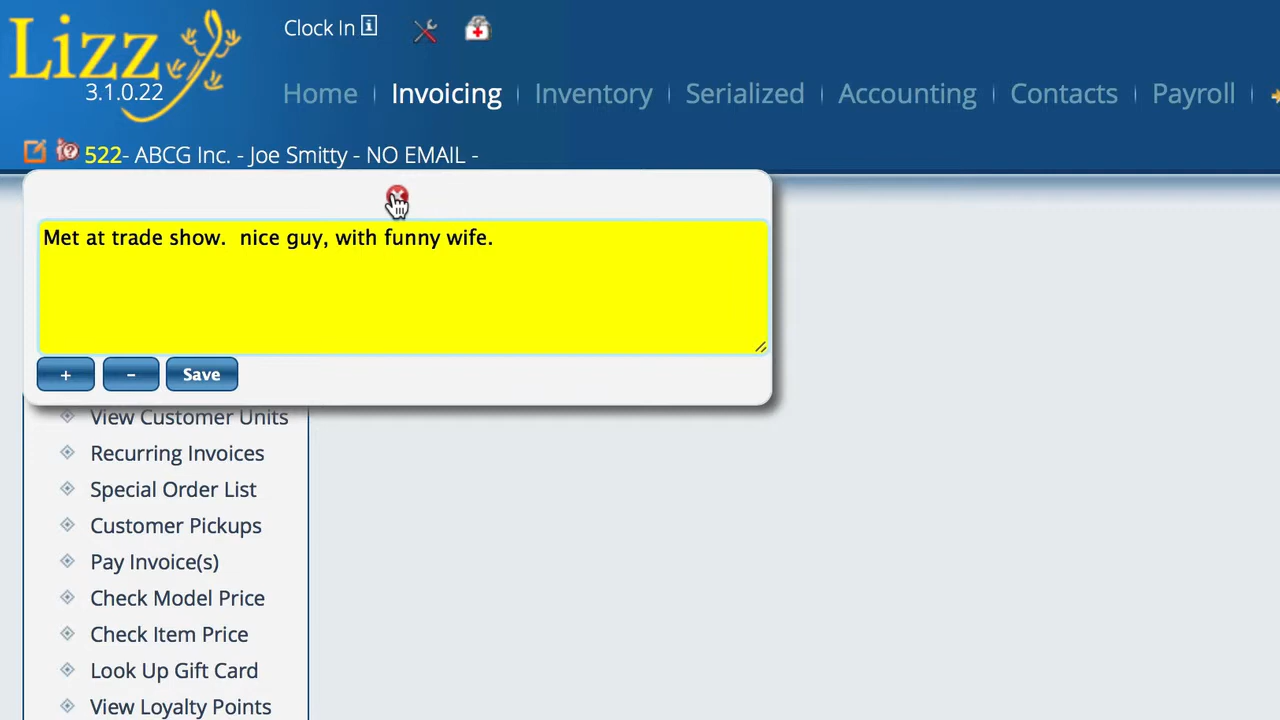 Lizzy
3.1.0.22
Clock In
Home Invoicing Inventory Serialized Accounting Contacts Payroll
522- ABCG Inc. - Joe Smitty - NO EMAIL -
Met at trade show.  nice guy, with funny wife.
+ - Save
View Customer Units
Recurring Invoices
Special Order List
Customer Pickups
Pay Invoice(s)
Check Model Price
Check Item Price
Look Up Gift Card
View Loyalty Points